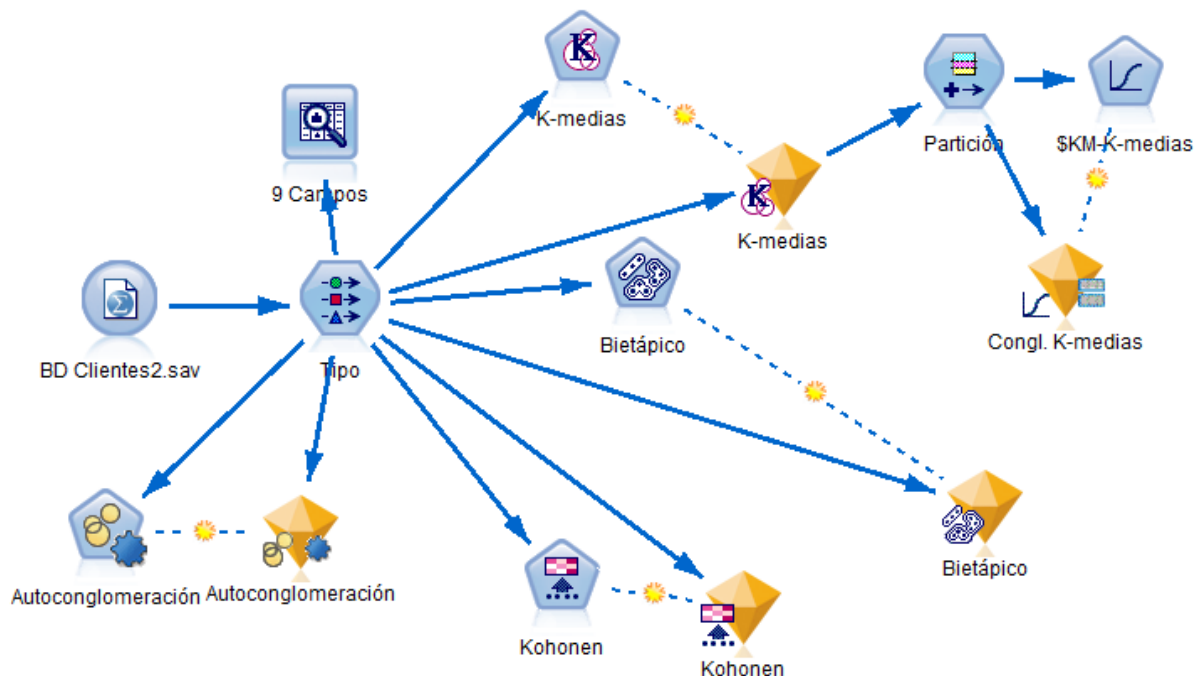 K-medias
Partición
$KM-K-medias
9 Campos
K-medias
Bietápico
Congl. K-medias
BD Clientes2.sav
Tipo
Autoconglomeración
Autoconglomeración
Bietápico
Kohonen
Kohonen